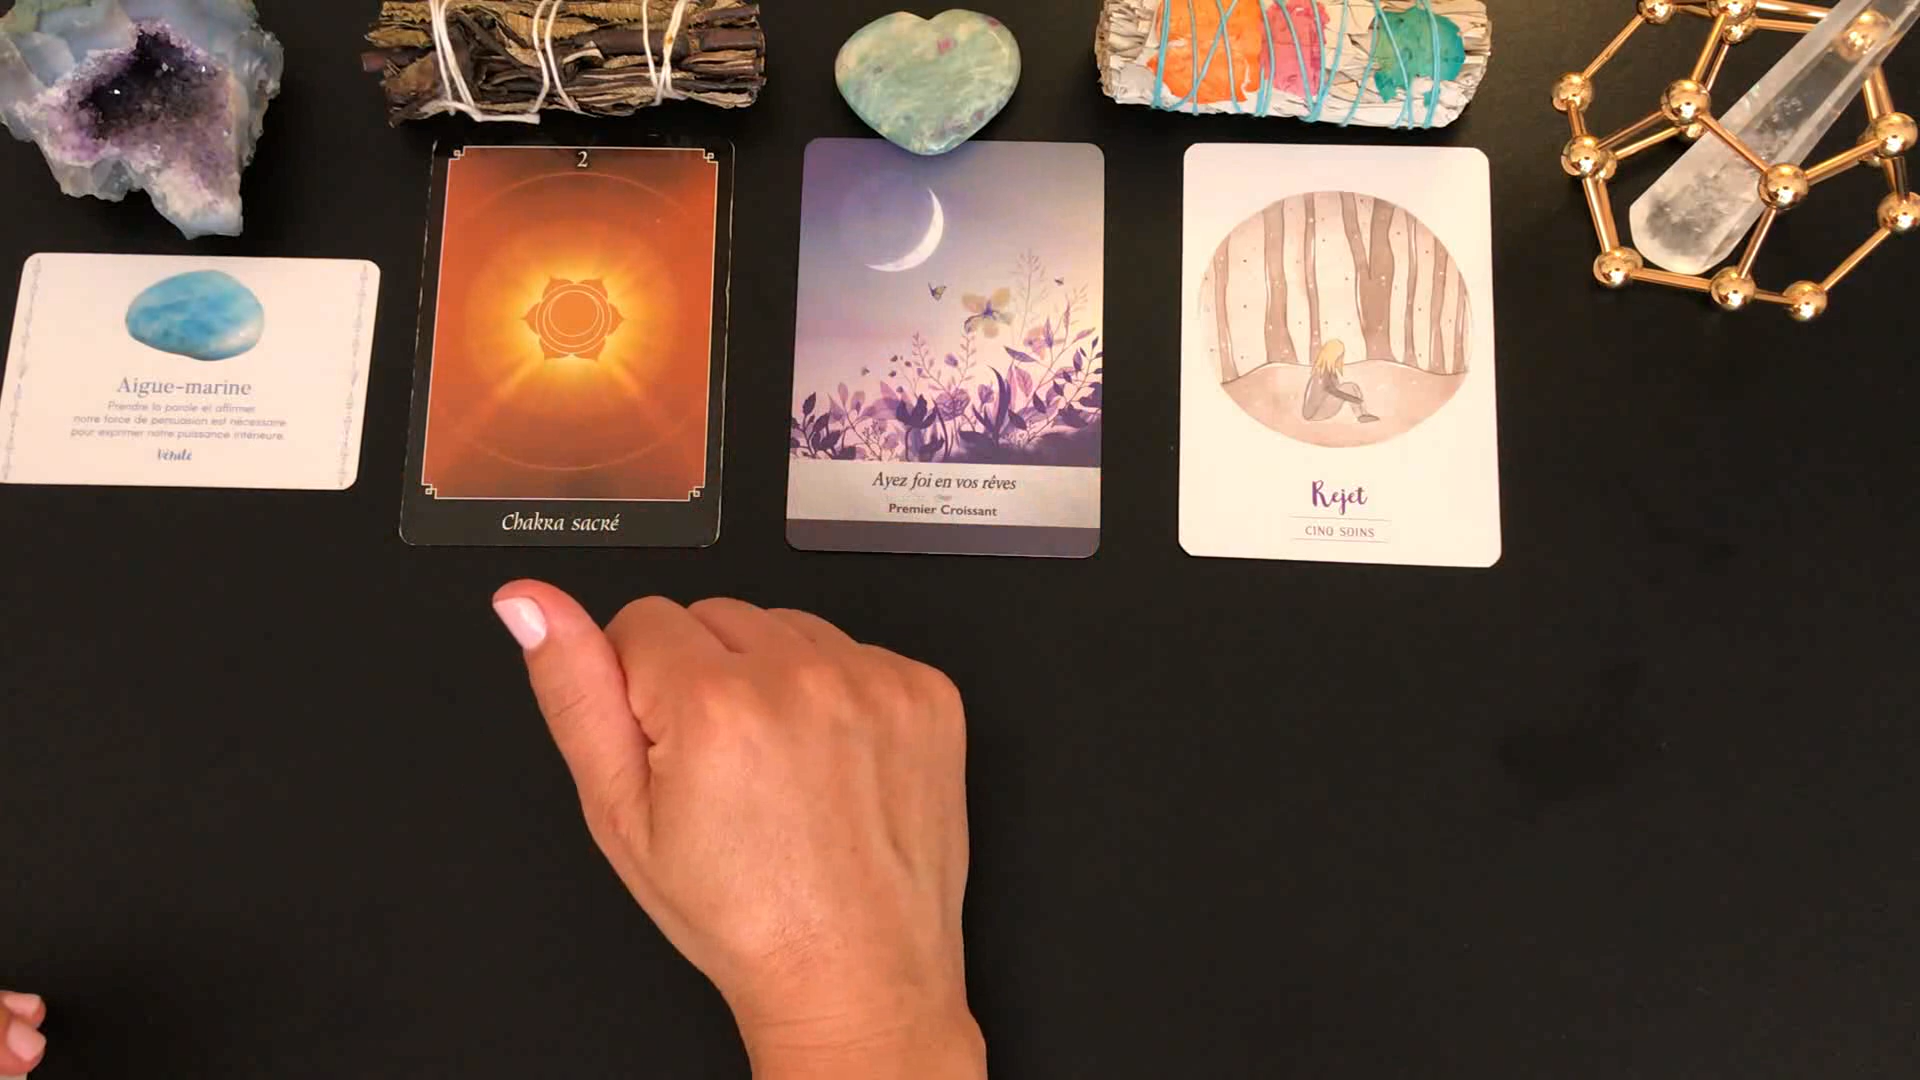 Aigue-marine
Prendre la parole et affirmer
notre force de persuasion est nécessaire
pour exprimer notre puissance intérieure.
Vérité
2
Chakra sacré
Ayez foi en vos rêves
Premier Croissant
Rejet
CINQ SOINS